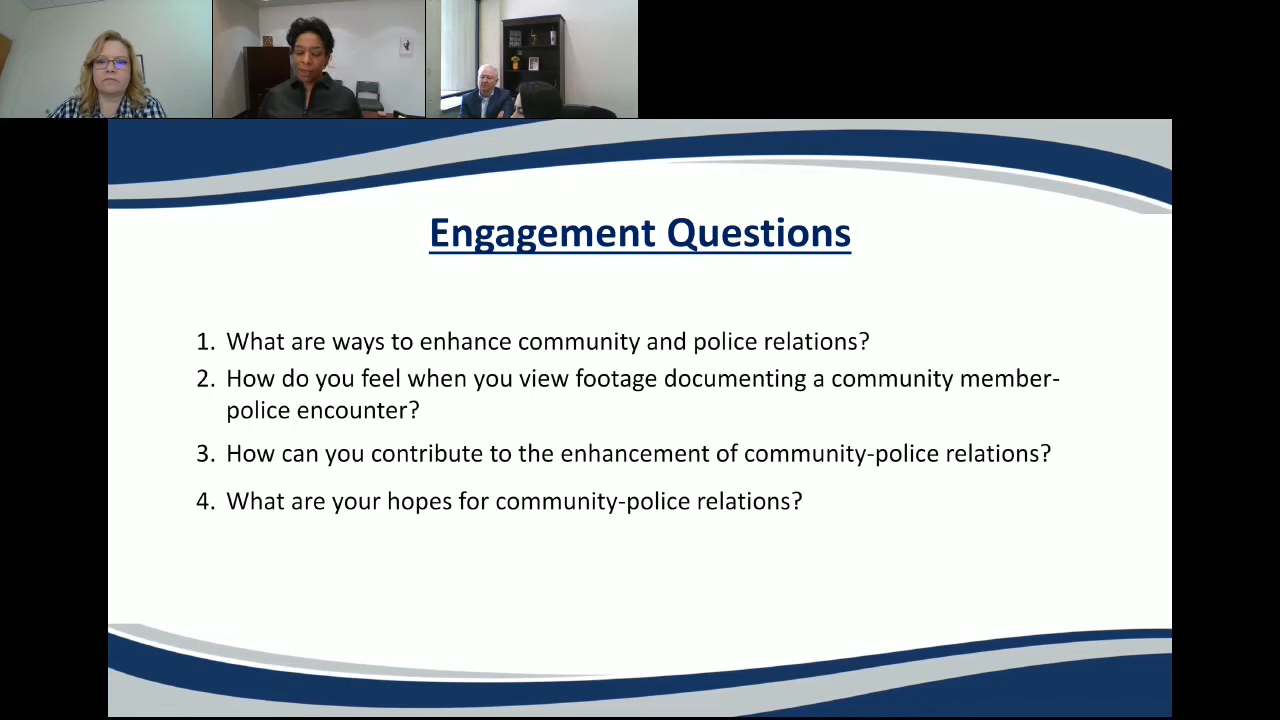 Engagement Questions
1. What are ways to enhance community and police relations?
2. How do you feel when you view footage documenting a community member-
police encounter?
3. How can you contribute to the enhancement of community-police relations?
4. What are your hopes for community-police relations?